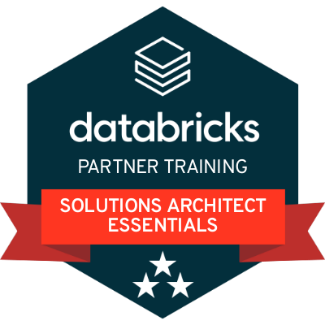 databricks
PARTNER TRAINING
SOLUTIONS ARCHITECT
ESSENTIALS